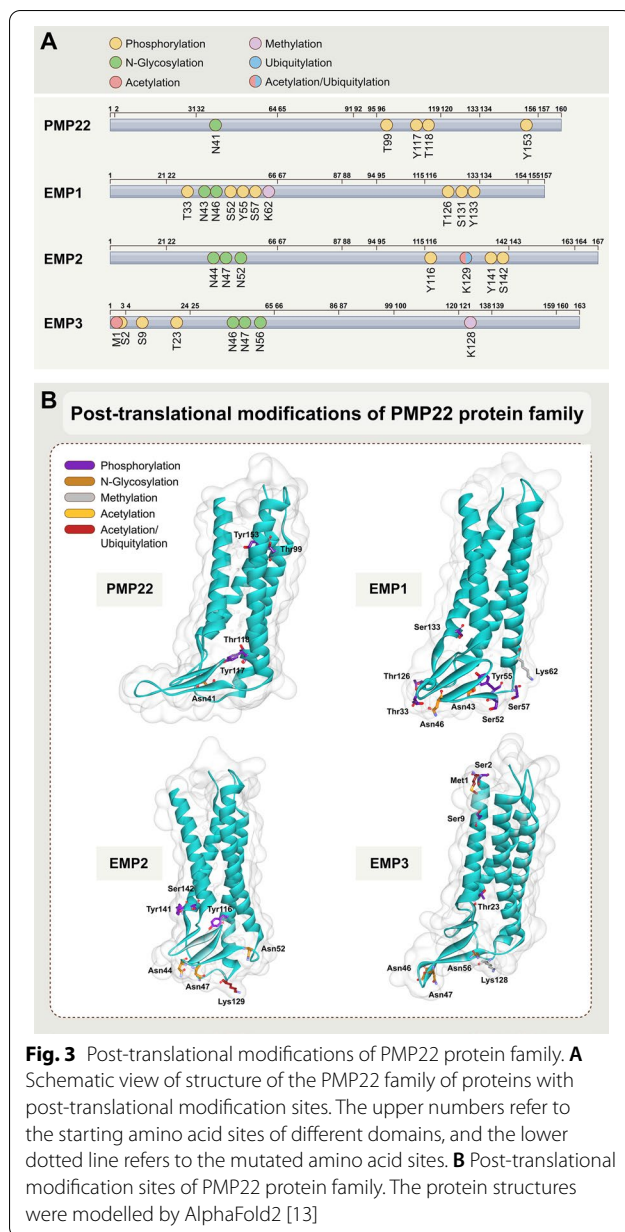 A
Phosphorylation Methylation
N-Glycosylation Ubiquitylation
Acetylation Acetylation/Ubiquitylation
1 2 31 32 64 65 91 92 95 96 119 120 133 134 156 157 160
PMP22
N41 T99 Y117 T118 Y153
1 21 22 66 67 87 88 94 95 115 116 133 134 154 155 157
EMP1
T33 N43 N46 S52 Y55 S57 K62 T126 S131 Y133
1 21 22 66 67 87 88 94 95 115 116 142 143 163 164 167
EMP2
N44 N47 N52 Y116 K129 Y141 S142
1 3 4 24 25 65 66 86 87 99 100 120 121 138 139 159 160 163
EMP3
M1 S2 S9 T23 N46 N47 N56 K128
B
Post-translational modifications of PMP22 protein family
Phosphorylation
N-Glycosylation
Methylation
Acetylation
Acetylation/
Ubiquitylation
PMP22
Tyr153
Thr99
Thr118
Tyr117
Asn41
EMP1
Ser133
Thr126
Thr33
Asn46
Asn43
Tyr55
Ser52
Ser57
Lys62
EMP2
Ser142
Tyr141
Tyr116
Asn52
Asn44
Asn47
Lys129
EMP3
Ser2
Met1
Ser9
Thr23
Asn46
Asn56
Asn47
Lys128
Fig. 3 Post-translational modifications of PMP22 protein family. A
Schematic view of structure of the PMP22 family of proteins with
post-translational modification sites. The upper numbers refer to
the starting amino acid sites of different domains, and the lower
dotted line refers to the mutated amino acid sites. B Post-translational
modification sites of PMP22 protein family. The protein structures
were modelled by AlphaFold2 [13]